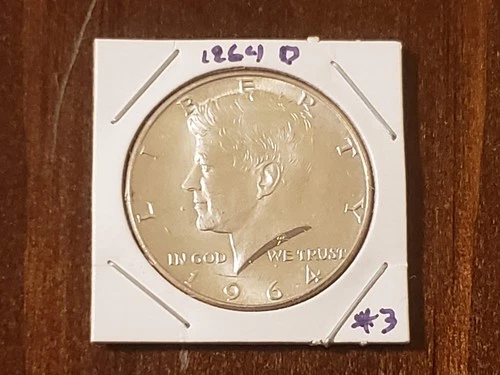 1964 D
LIBERTY
IN GOD WE TRUST
1964
#3